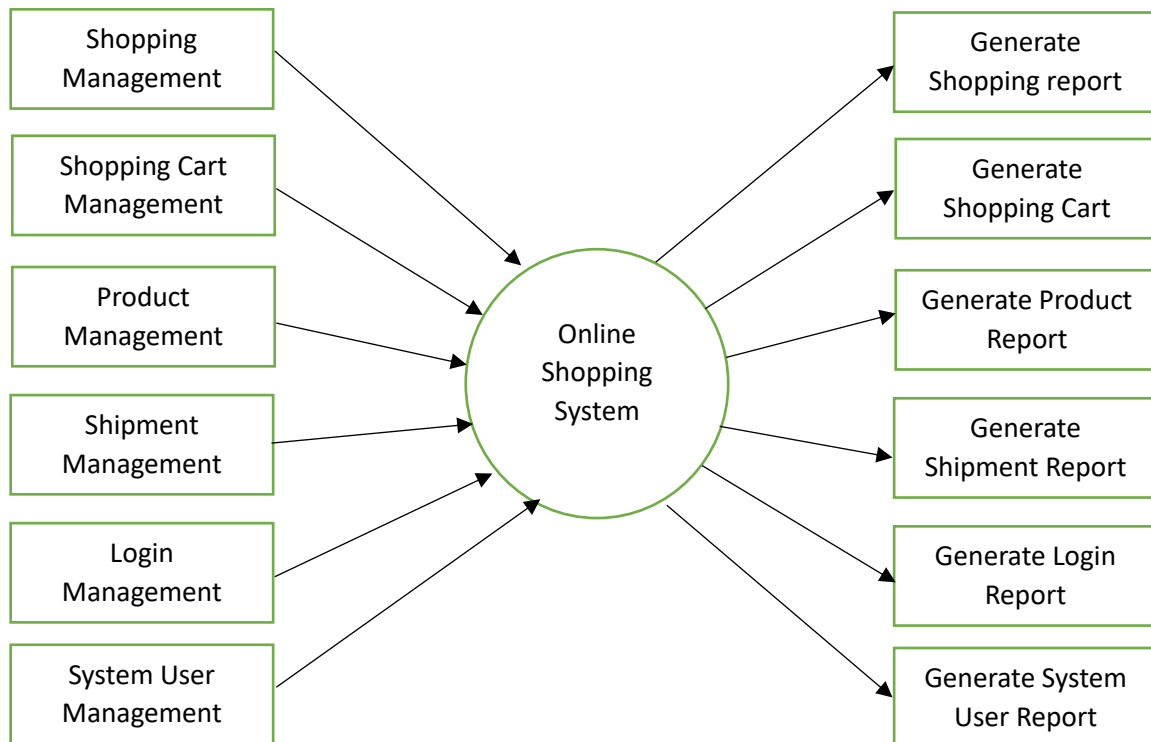 Shopping
Management
Shopping Cart
Management
Product
Management
Shipment
Management
Login
Management
System User
Management
Online
Shopping
System
Generate
Shopping report
Generate
Shopping Cart
Generate Product
Report
Generate
Shipment Report
Generate Login
Report
Generate System
User Report